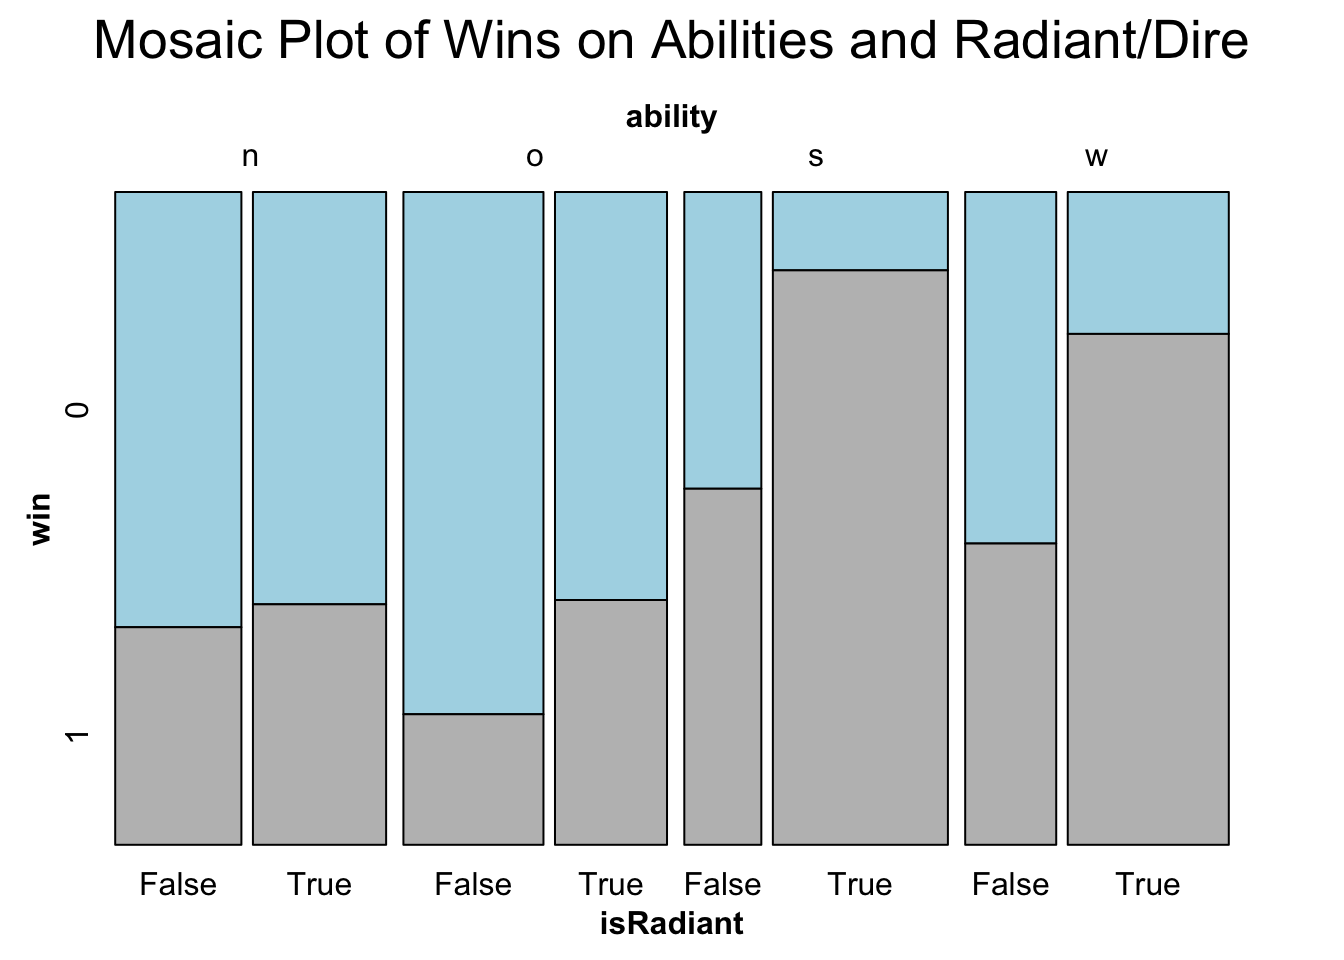 Mosaic Plot of Wins on Abilities and Radiant/Dire
ability
n o s w
0
win
1
False True False True False True False True
isRadiant